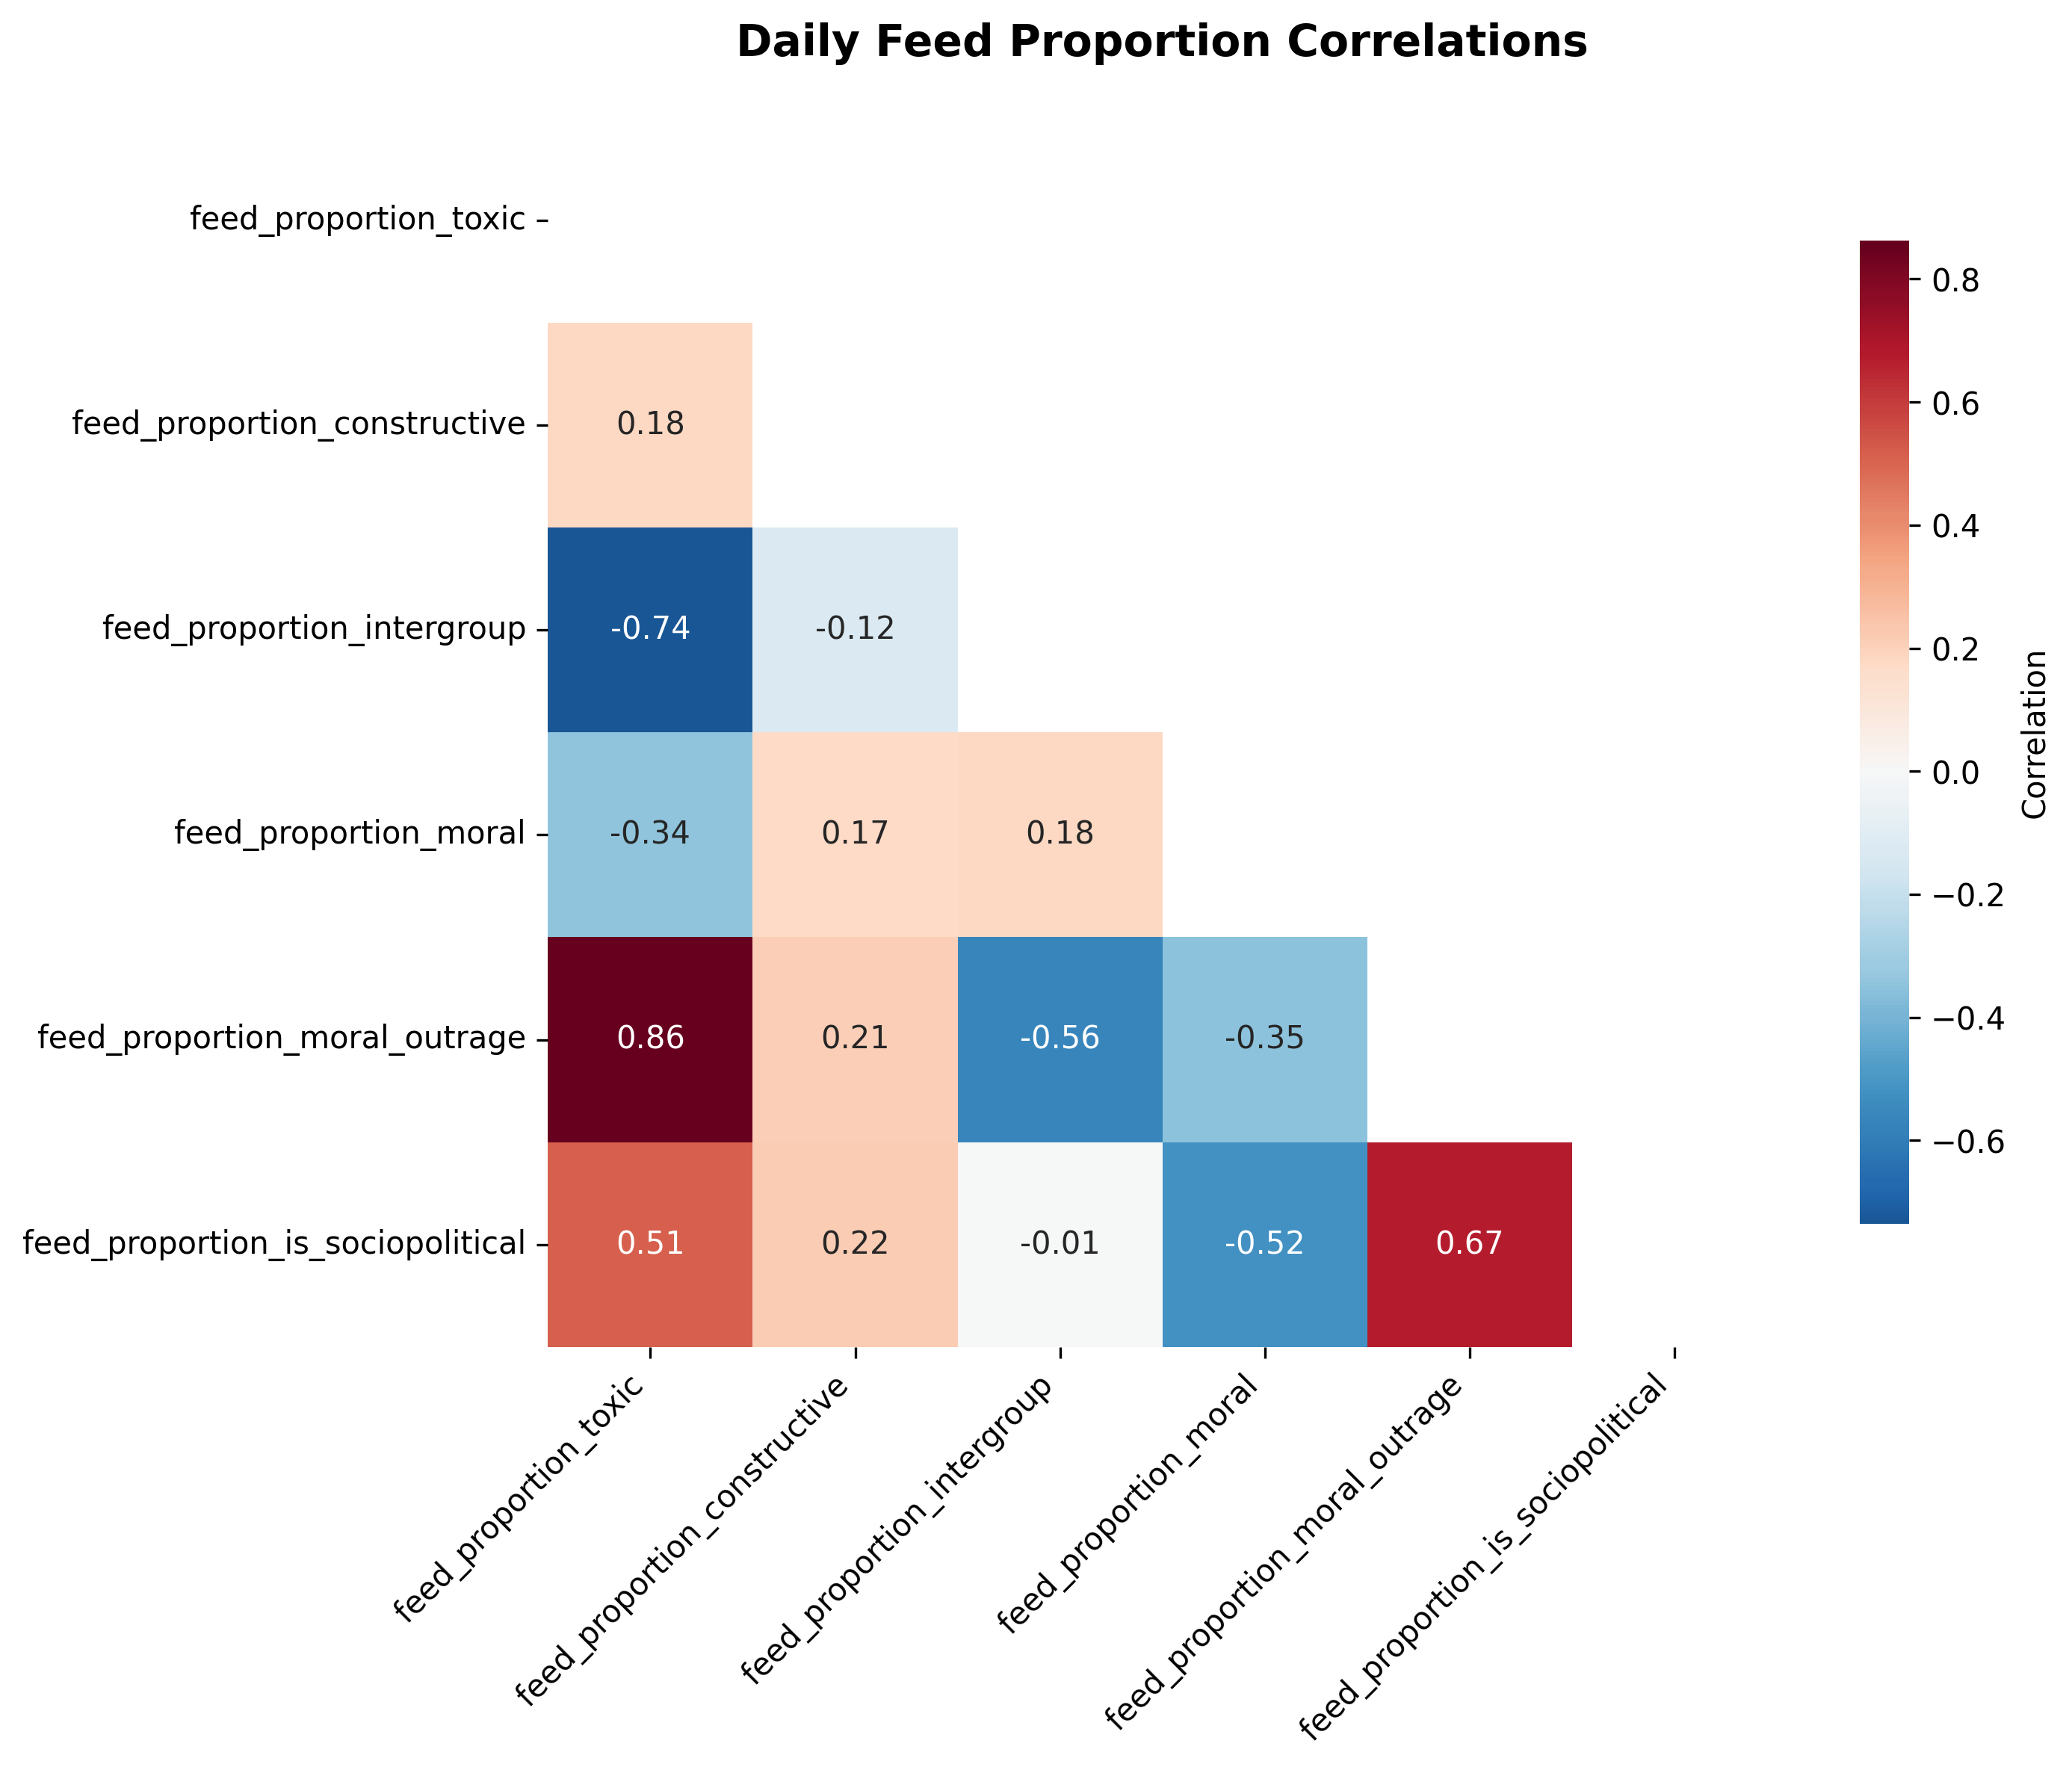 Daily Feed Proportion Correlations
feed_proportion_toxic
feed_proportion_constructive
0.18
feed_proportion_intergroup
-0.74 -0.12
feed_proportion_moral
-0.34 0.17 0.18
feed_proportion_moral_outrage
0.86 0.21 -0.56 -0.35
feed_proportion_is_sociopolitical
0.51 0.22 -0.01 -0.52 0.67
feed_proportion_toxic
feed_proportion_constructive
feed_proportion_intergroup
feed_proportion_moral
feed_proportion_moral_outrage
feed_proportion_is_sociopolitical
0.8
0.6
0.4
0.2
0.0
−0.2
−0.4
−0.6
Correlation